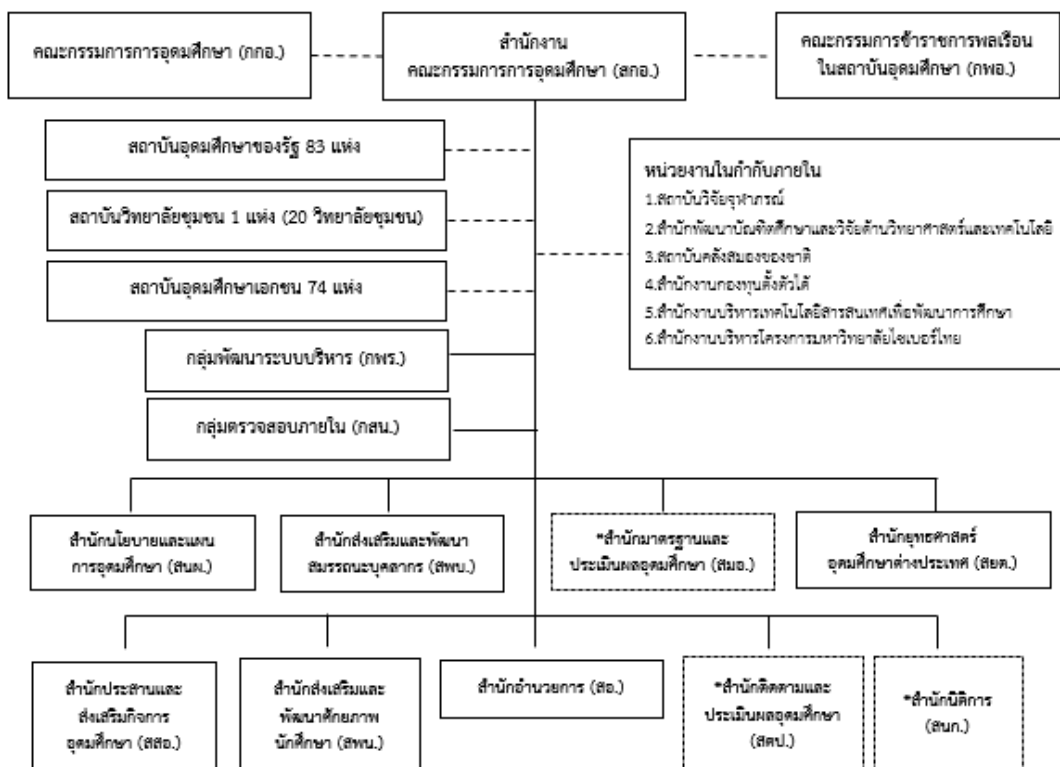 คณะกรรมการการอุดมศึกษา (กกอ.)
สำนักงาน
คณะกรรมการการอุดมศึกษา (สกอ.)
คณะกรรมการข้าราชการพลเรือน
ในสถาบันอุดมศึกษา (กพอ.)
สถาบันอุดมศึกษาของรัฐ 83 แห่ง
สถาบันวิทยาลัยชุมชน 1 แห่ง (20 วิทยาลัยชุมชน)
สถาบันอุดมศึกษาเอกชน 74 แห่ง
กลุ่มพัฒนาระบบบริหาร (กพร.)
กลุ่มตรวจสอบภายใน (กสน.)
หน่วยงานในกำกับภายใน
1.สถาบันวิจัยจุฬาภรณ์
2.สำนักพัฒนาบัณฑิตศึกษาและวิจัยด้านวิทยาศาสตร์และเทคโนโลยี
3.สถาบันคลังสมองของชาติ
4.สำนักงานกองทุนตั้งตัวได้
5.สำนักงานบริหารเทคโนโลยีสารสนเทศเพื่อพัฒนาการศึกษา
6.สำนักงานบริหารโครงการมหาวิทยาลัยไซเบอร์ไทย
สำนักนโยบายและแผน
การอุดมศึกษา (สนผ.)
สำนักส่งเสริมและพัฒนา
สมรรถนะบุคลากร (สพบ.)
*สำนักมาตรฐานและ
ประเมินผลอุดมศึกษา (สมอ.)
สำนักยุทธศาสตร์
อุดมศึกษาต่างประเทศ (สยต.)
สำนักประสานและ
ส่งเสริมกิจการ
อุดมศึกษา (สสอ.)
สำนักส่งเสริมและ
พัฒนาศักยภาพ
นักศึกษา (สพน.)
สำนักอำนวยการ (สอ.)
*สำนักติดตามและ
ประเมินผลอุดมศึกษา
(สตป.)
*สำนักนิติการ
(สนก.)